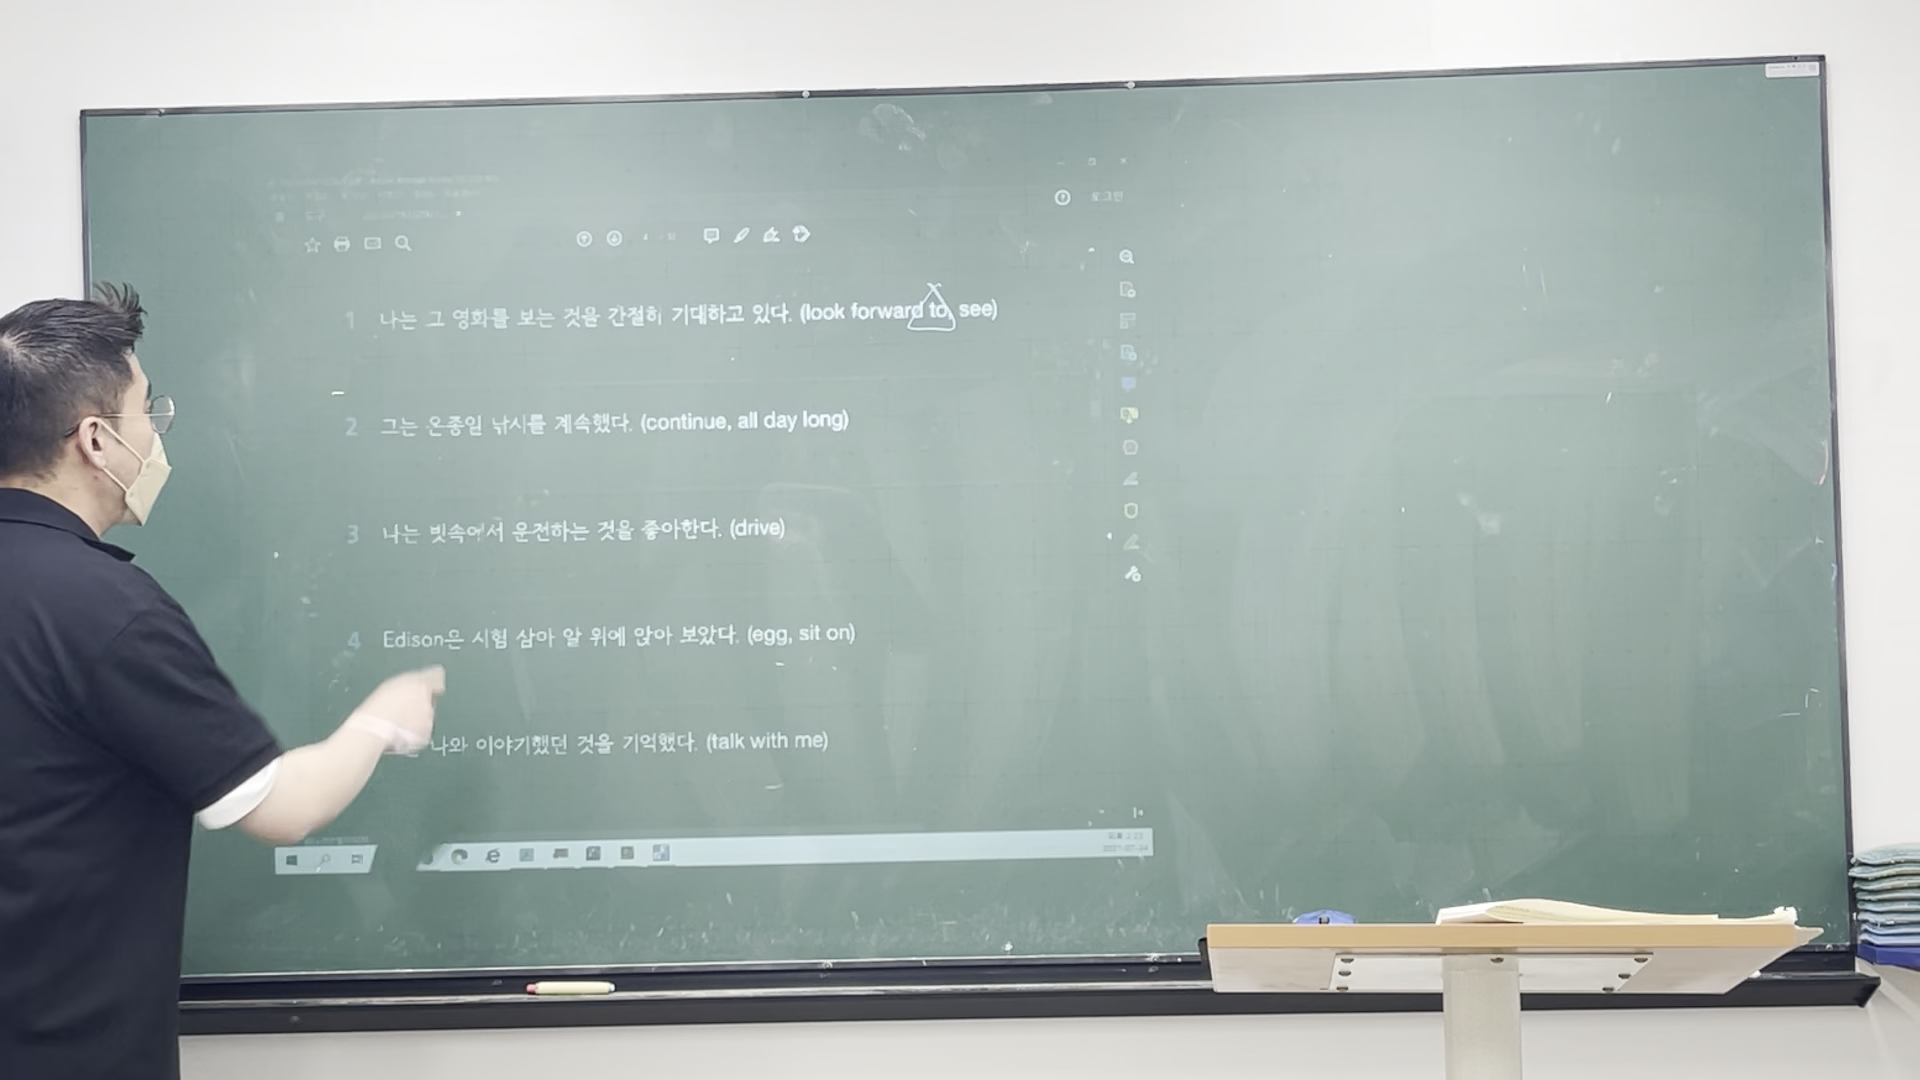 로그인
도구
1 나는 그 영화를 보는 것을 간절히 기대하고 있다. (look forward to, see)
2 그는 온종일 낚시를 계속했다. (continue, all day long)
3 나는 빗속에서 운전하는 것을 좋아한다. (drive)
4 Edison은 시험 삼아 알 위에 앉아 보았다. (egg, sit on)
나와 이야기했던 것을 기억했다. (talk with me)